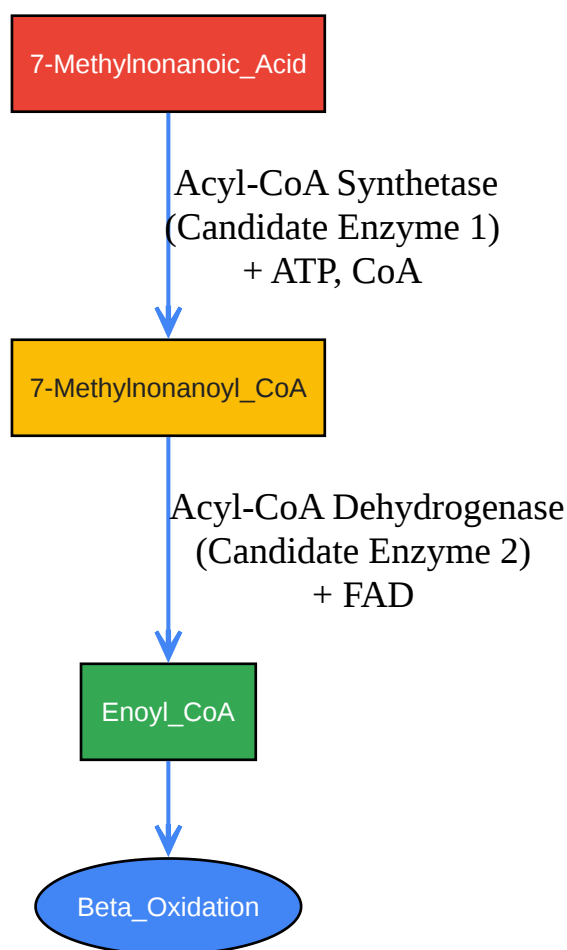 7-Methylnonanoic_Acid
Acyl-CoA Synthetase
(Candidate Enzyme 1)
+ ATP, CoA
7-Methylnonanoyl_CoA
Acyl-CoA Dehydrogenase
(Candidate Enzyme 2)
+ FAD
Enoyl_CoA
Beta_Oxidation